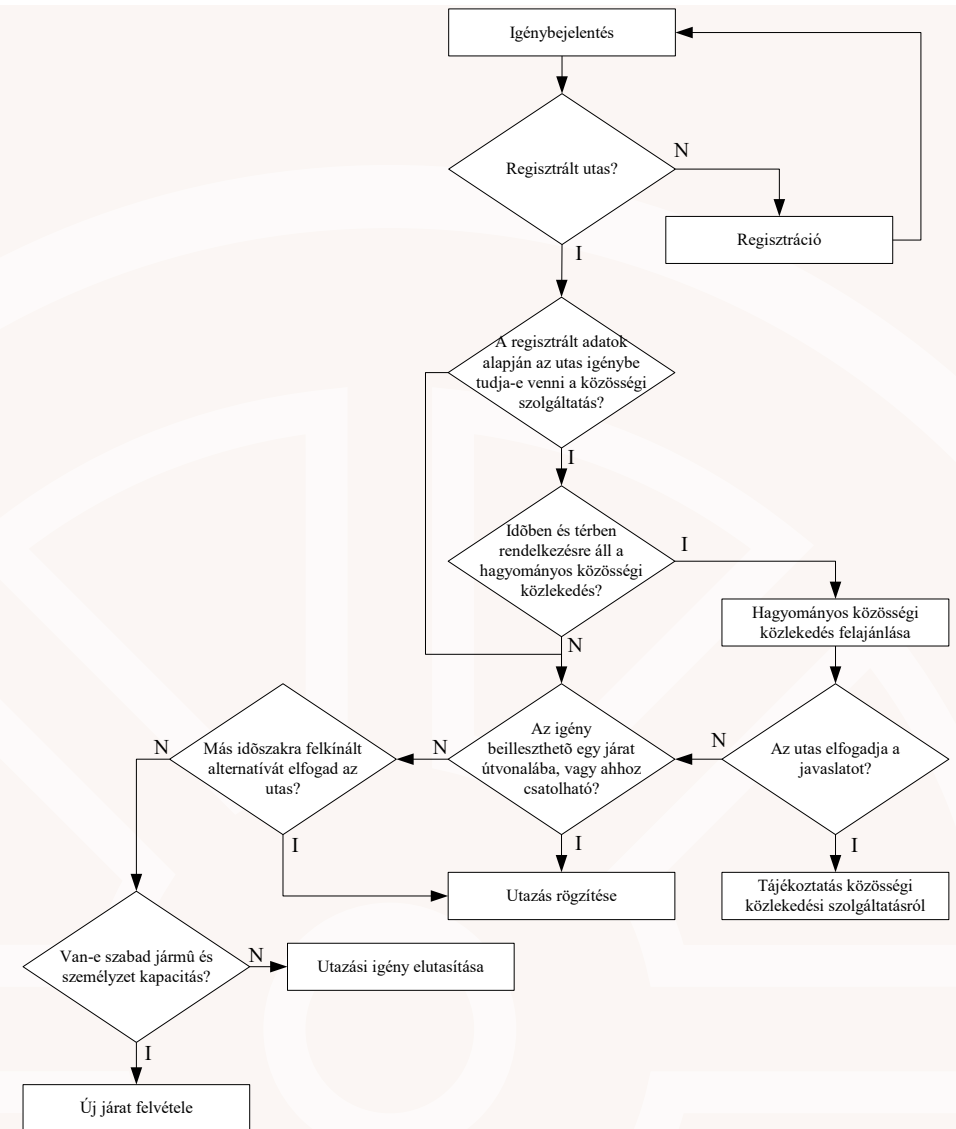 Igénybejelentés
Regisztrált utas?
N
Regisztráció
I
A regisztrált adatok
alapján az utas igénybe
tudja-e venni a közösségi
szolgáltatás?
I
Idõben és térben
rendelkezésre áll a
hagyományos közösségi
közlekedés?
I
Hagyományos közösségi
közlekedés felajánlása
N
Az utas elfogadja a
javaslatot?
N
Az igény
beilleszthetõ egy járat
útvonalába, vagy ahhoz
csatolható?
N
Más idõszakra felkínált
alternatívát elfogad az
utas?
N
I
I
I
Utazás rögzítése
Tájékoztatás közösségi
közlekedési szolgáltatásról
Van-e szabad jármû és
személyzet kapacitás?
N
Utazási igény elutasítása
I
Új járat felvétele